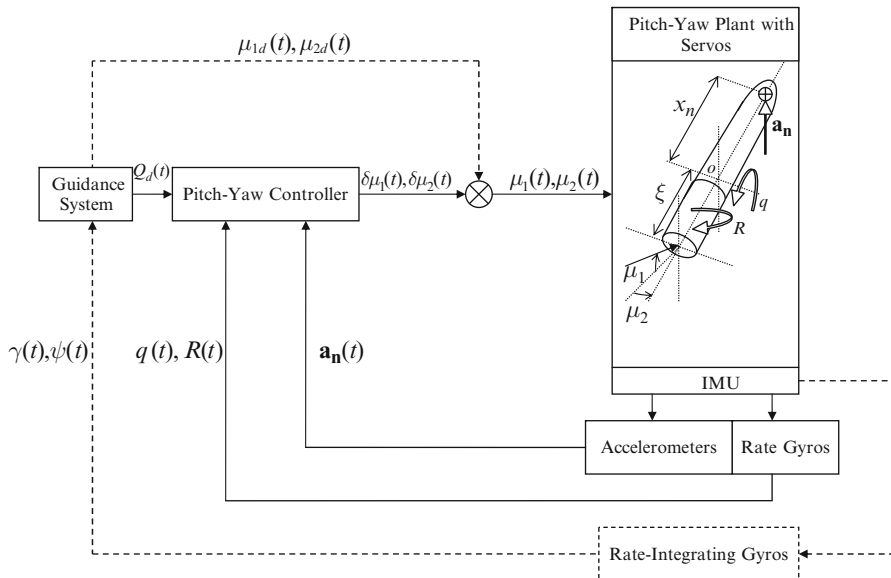 μ1d(t), μ2d(t)
Pitch-Yaw Plant with
Servos
xn
an
Guidance
System
Qd(t)
Pitch-Yaw Controller
δμ1(t), δμ2(t)
μ1(t), μ2(t)
o
ξ
q
R
μ1
μ2
γ(t), ψ(t)
q(t), R(t)
an(t)
IMU
Accelerometers
Rate Gyros
Rate-Integrating Gyros